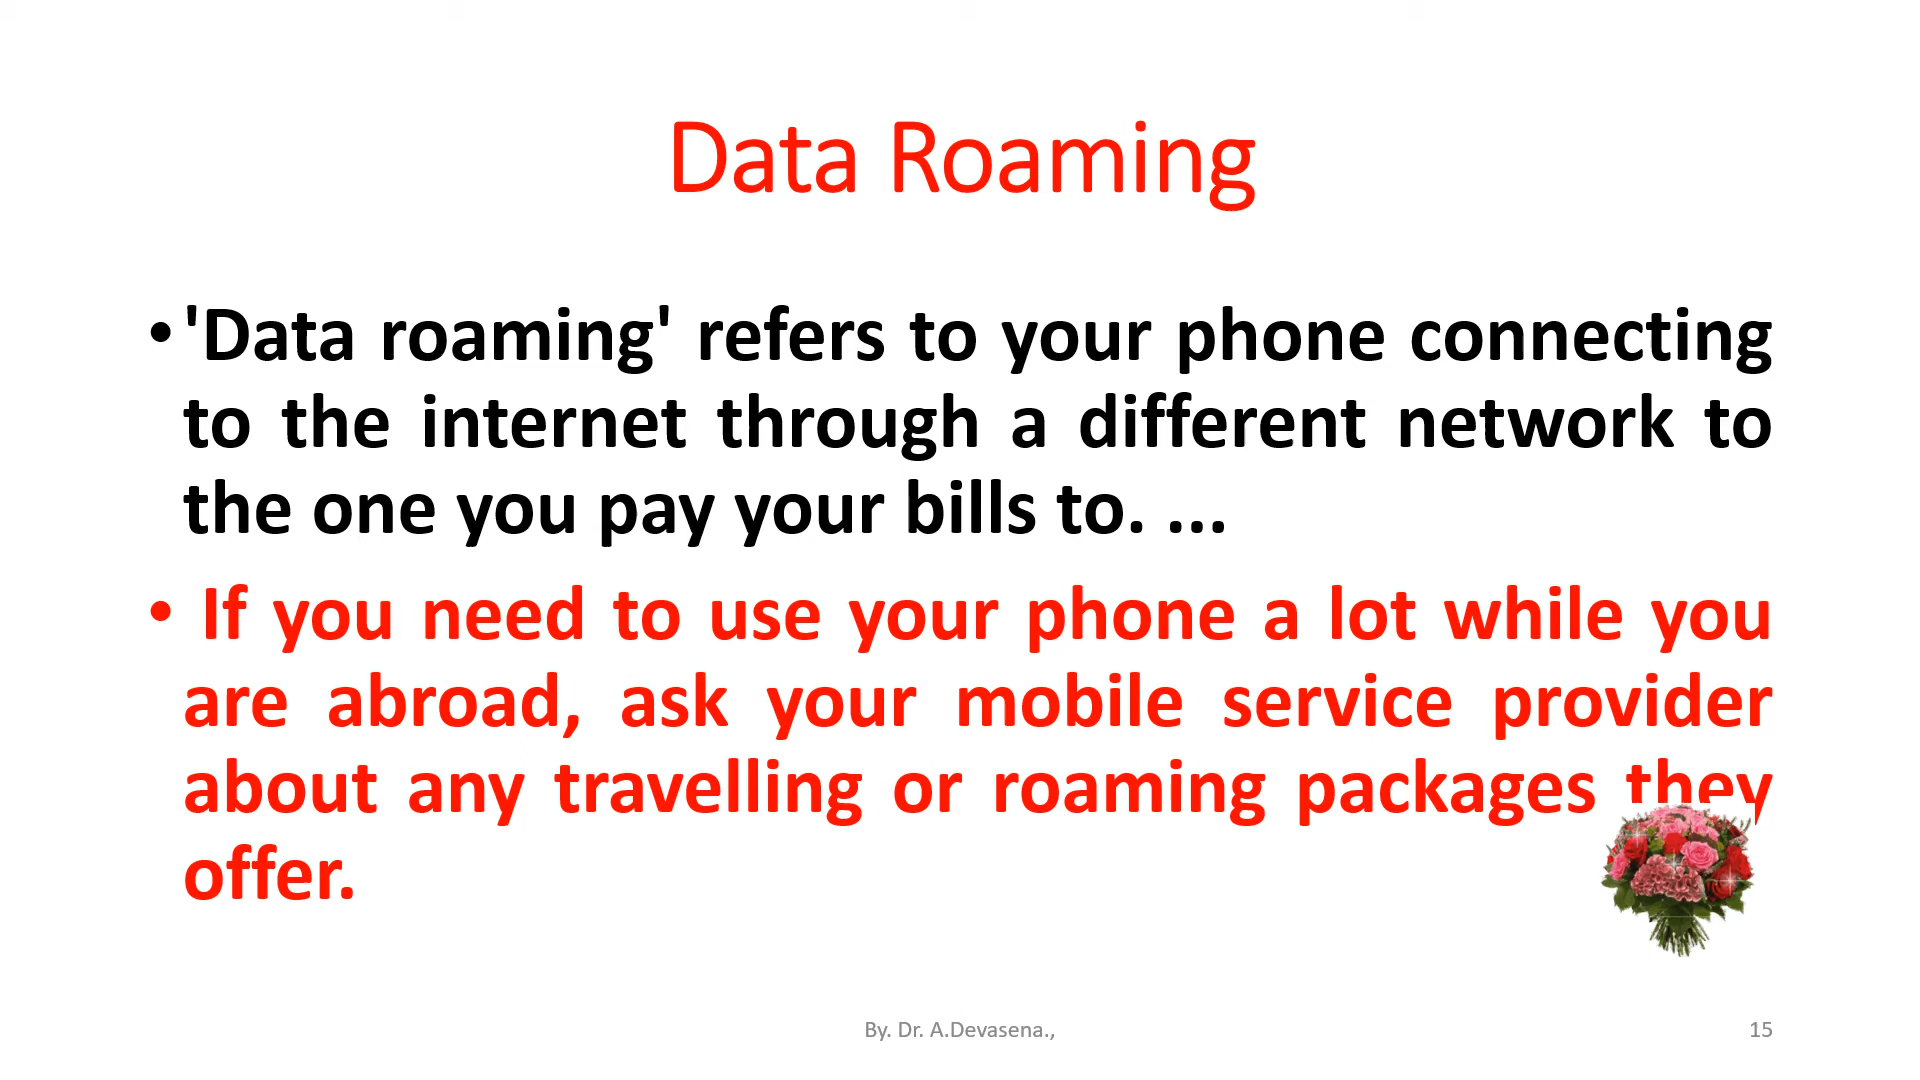 Data Roaming
• 'Data roaming' refers to your phone connecting
to the internet through a different network to
the one you pay your bills to. ...
• If you need to use your phone a lot while you
are abroad, ask your mobile service provider
about any travelling or roaming packages they
offer.
By. Dr. A.Devasena.,
15